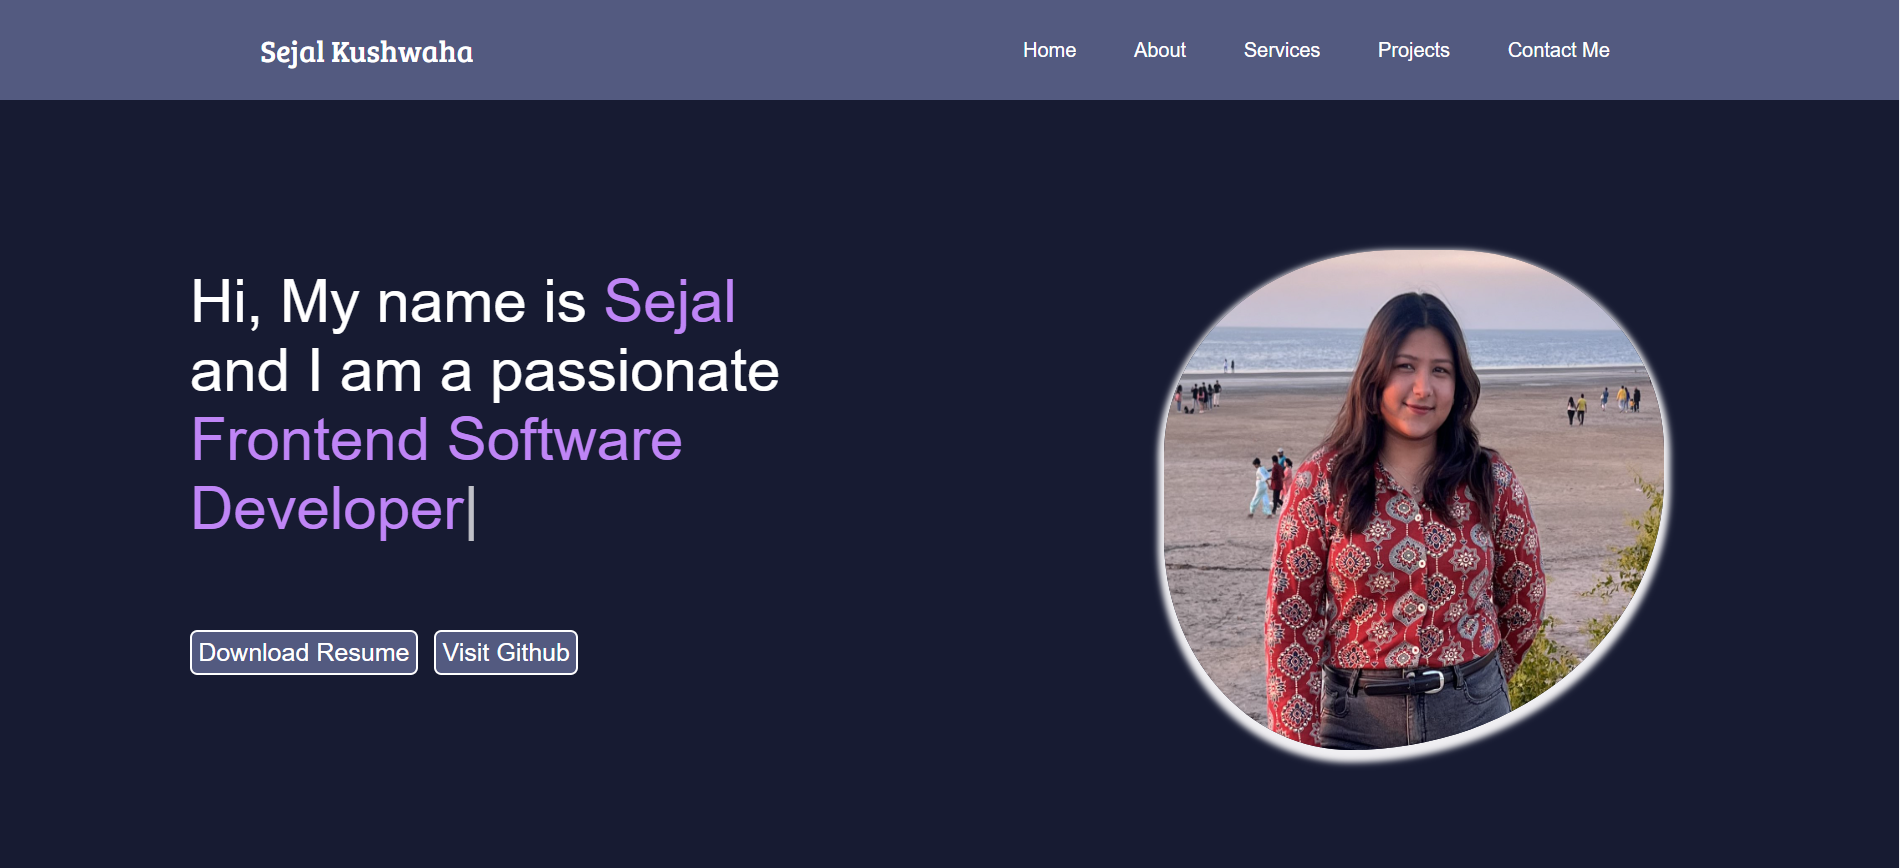 Sejal Kushwaha
Home About Services Projects Contact Me
Hi, My name is Sejal
and I am a passionate
Frontend Software
Developer|
Download Resume Visit Github